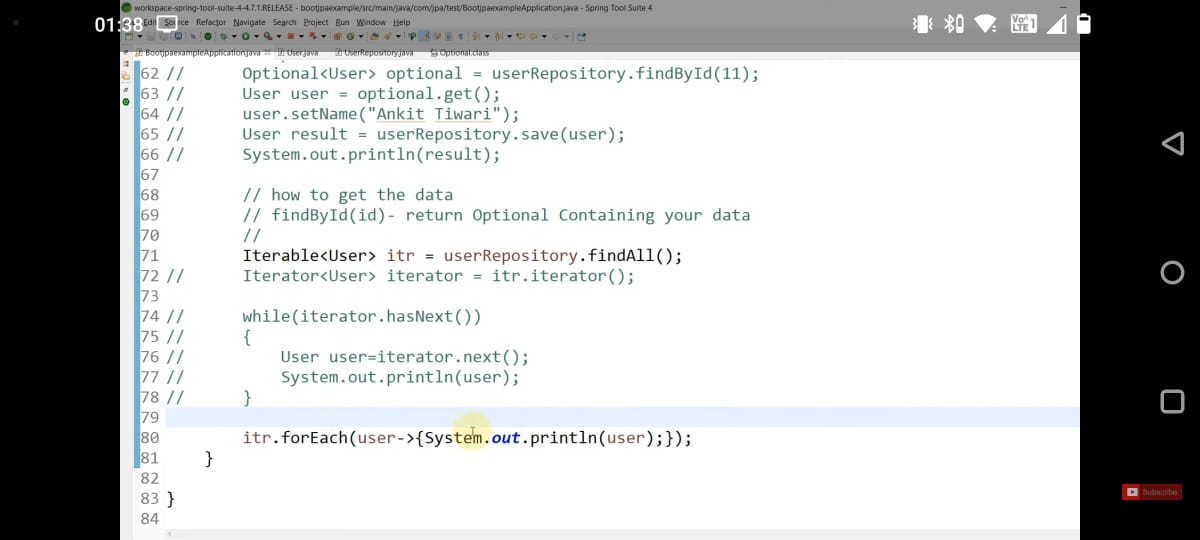 workspace-spring-tool-suite-4-4.7.1.RELEASE - bootjpaexample/src/main/java/com/jpa/test/BootjpaexampleApplication.java - Spring Tool Suite 4
01:38 Edit Source Refactor Navigate Search Project Run Window Help
BootjpaexampleApplication.java User.java UserRepository.java Optional.class
62 // Optional<User> optional = userRepository.findById(11);
63 // User user = optional.get();
64 // user.setName("Ankit Tiwari");
65 // User result = userRepository.save(user);
66 // System.out.println(result);
67
68 // how to get the data
69 // findById(id)- return Optional Containing your data
70 //
71 Iterable<User> itr = userRepository.findAll();
72 // Iterator<User> iterator = itr.iterator();
73
74 // while(iterator.hasNext())
75 // {
76 // User user=iterator.next();
77 // System.out.println(user);
78 // }
79
80 itr.forEach(user->{System.out.println(user);});
81 }
82
83 }
84
Subscribe